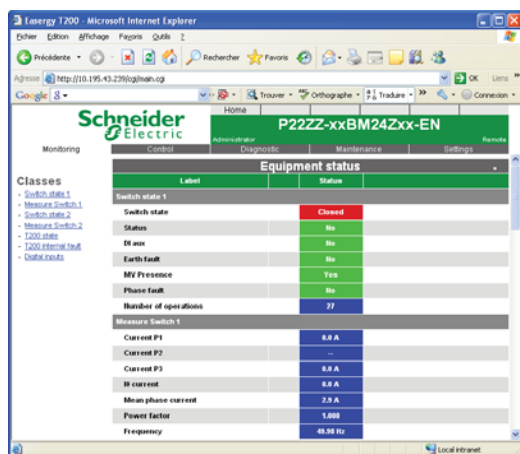 Easergy T200 - Microsoft Internet Explorer
Fichier Edition Affichage Favoris Outils ?
Précédente Rechercher Favoris
Adresse http://10.195.43.239/cgi/main.cgi OK Liens »
Google Trouver Orthographe Traduire » Connexion
Home
Schneider Electric
P22ZZ-xxBM24Zxx-EN
Administrator Remote
Monitoring Control Diagnostic Maintenance Settings
Equipment status
Classes
Label Status
Switch state 1
Measure Switch 1
Switch state 2
Measure Switch 2
T200 state
T200 internal fault
Digital inputs
Switch state 1
Switch state Closed
Status No
DI aux No
Earth fault No
MV Presence Yes
Phase fault No
Number of operations 27
Measure Switch 1
Current P1 0.0 A
Current P2 --
Current P3 0.0 A
Mean phase current 2.9 A
Power factor 1.000
Frequency 49.98 Hz
Local intranet